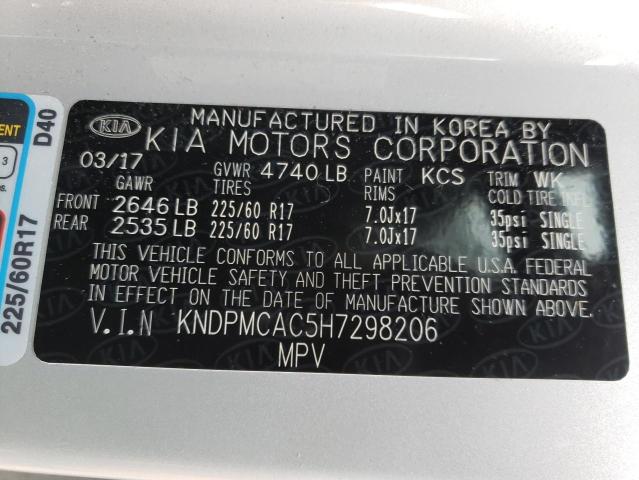 MANUFACTURED IN KOREA BY
KIA KIA MOTORS CORPORATION
03/17 GVWR 4740 LB PAINT KCS TRIM WK
GAWR TIRES RIMS COLD TIRE INFL
FRONT 2646 LB 225/60 R17 7.0Jx17 35psi SINGLE
REAR 2535 LB 225/60 R17 7.0Jx17 35psi SINGLE
THIS VEHICLE CONFORMS TO ALL APPLICABLE U.S.A. FEDERAL
MOTOR VEHICLE SAFETY AND THEFT PREVENTION STANDARDS
IN EFFECT ON THE DATE OF MANUFACTURE SHOWN ABOVE.
V.I.N KNDPMCAC5H7298206
MPV
D40
3
225/60R17